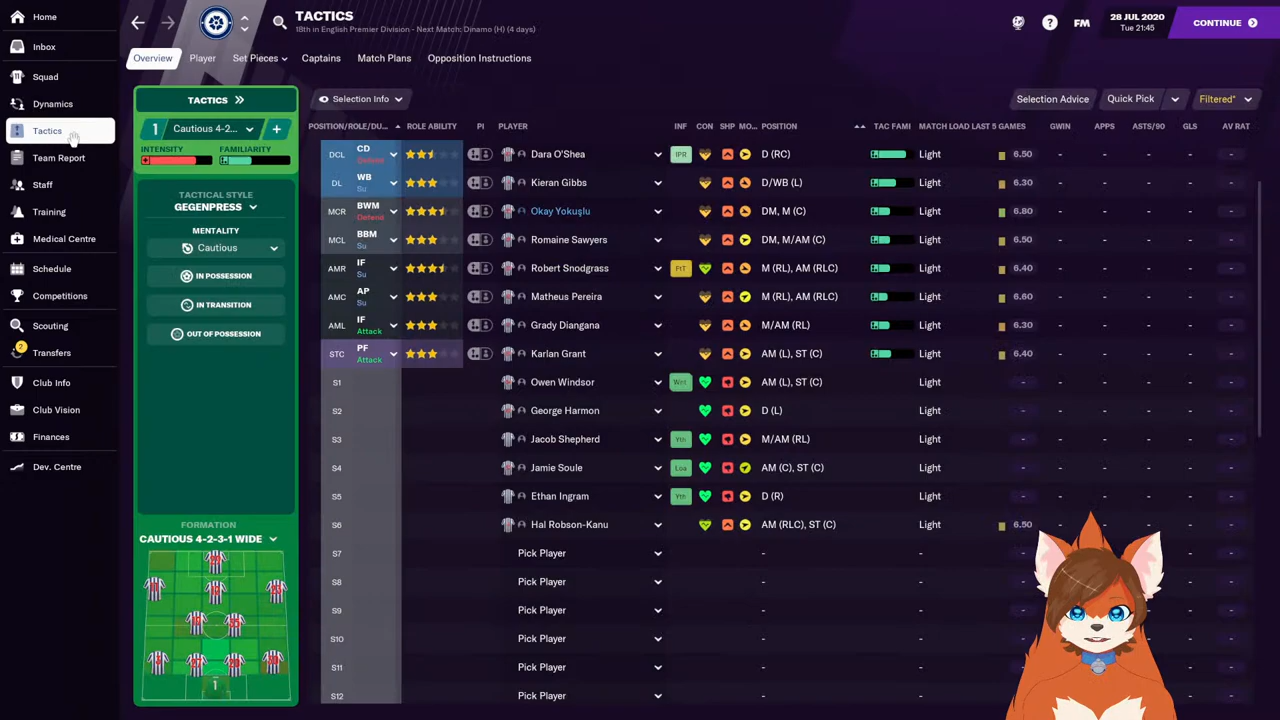 Home
TACTICS
18th in English Premier Division - Next Match: Dinamo (H) (4 days)
FM
28 JUL 2020
Tue 21:45
CONTINUE
Inbox
Squad
Dynamics
Tactics
Team Report
Staff
Training
Medical Centre
Schedule
Competitions
Scouting
2
Transfers
Club Info
Club Vision
Finances
Dev. Centre
Overview Player Set Pieces Captains Match Plans Opposition Instructions
TACTICS
1 Cautious 4-2...
INTENSITY FAMILIARITY
TACTICAL STYLE
GEGENPRESS
MENTALITY
Cautious
IN POSSESSION
IN TRANSITION
OUT OF POSSESSION
FORMATION
CAUTIOUS 4-2-3-1 WIDE
Selection Info Selection Advice Quick Pick Filtered*
POSITION/ROLE/DU... ROLE ABILITY PI PLAYER INF CON SHP MO... POSITION TAC FAMI MATCH LOAD LAST 5 GAMES GWIN APPS ASTS/90 GLS AV RAT
DCL CD Defend Dara O'Shea IPR D (RC) Light 6.50
DL WB Su Kieran Gibbs D/WB (L) Light 6.30
MCR BWM Defend Okay Yokuşlu DM, M (C) Light 6.80
MCL BBM Su Romaine Sawyers DM, M/AM (C) Light 6.50
AMR IF Su Robert Snodgrass FtT M (RL), AM (RLC) Light 6.40
AMC AP Su Matheus Pereira M (RL), AM (RLC) Light 6.60
AML IF Attack Grady Diangana M/AM (RL) Light 6.30
STC PF Attack Karlan Grant AM (L), ST (C) Light 6.40
S1 Owen Windsor Wnt AM (L), ST (C) Light - - - - - -
S2 George Harmon D (L) Light - - - - - -
S3 Jacob Shepherd Yth M/AM (RL) Light - - - - - -
S4 Jamie Soule Loa AM (C), ST (C) Light - - - - - -
S5 Ethan Ingram Yth D (R) Light - - - - - -
S6 Hal Robson-Kanu AM (RLC), ST (C) Light 6.50
S7 Pick Player -
S8 Pick Player -
S9 Pick Player -
S10 Pick Player -
S11 Pick Player -
S12 Pick Player -